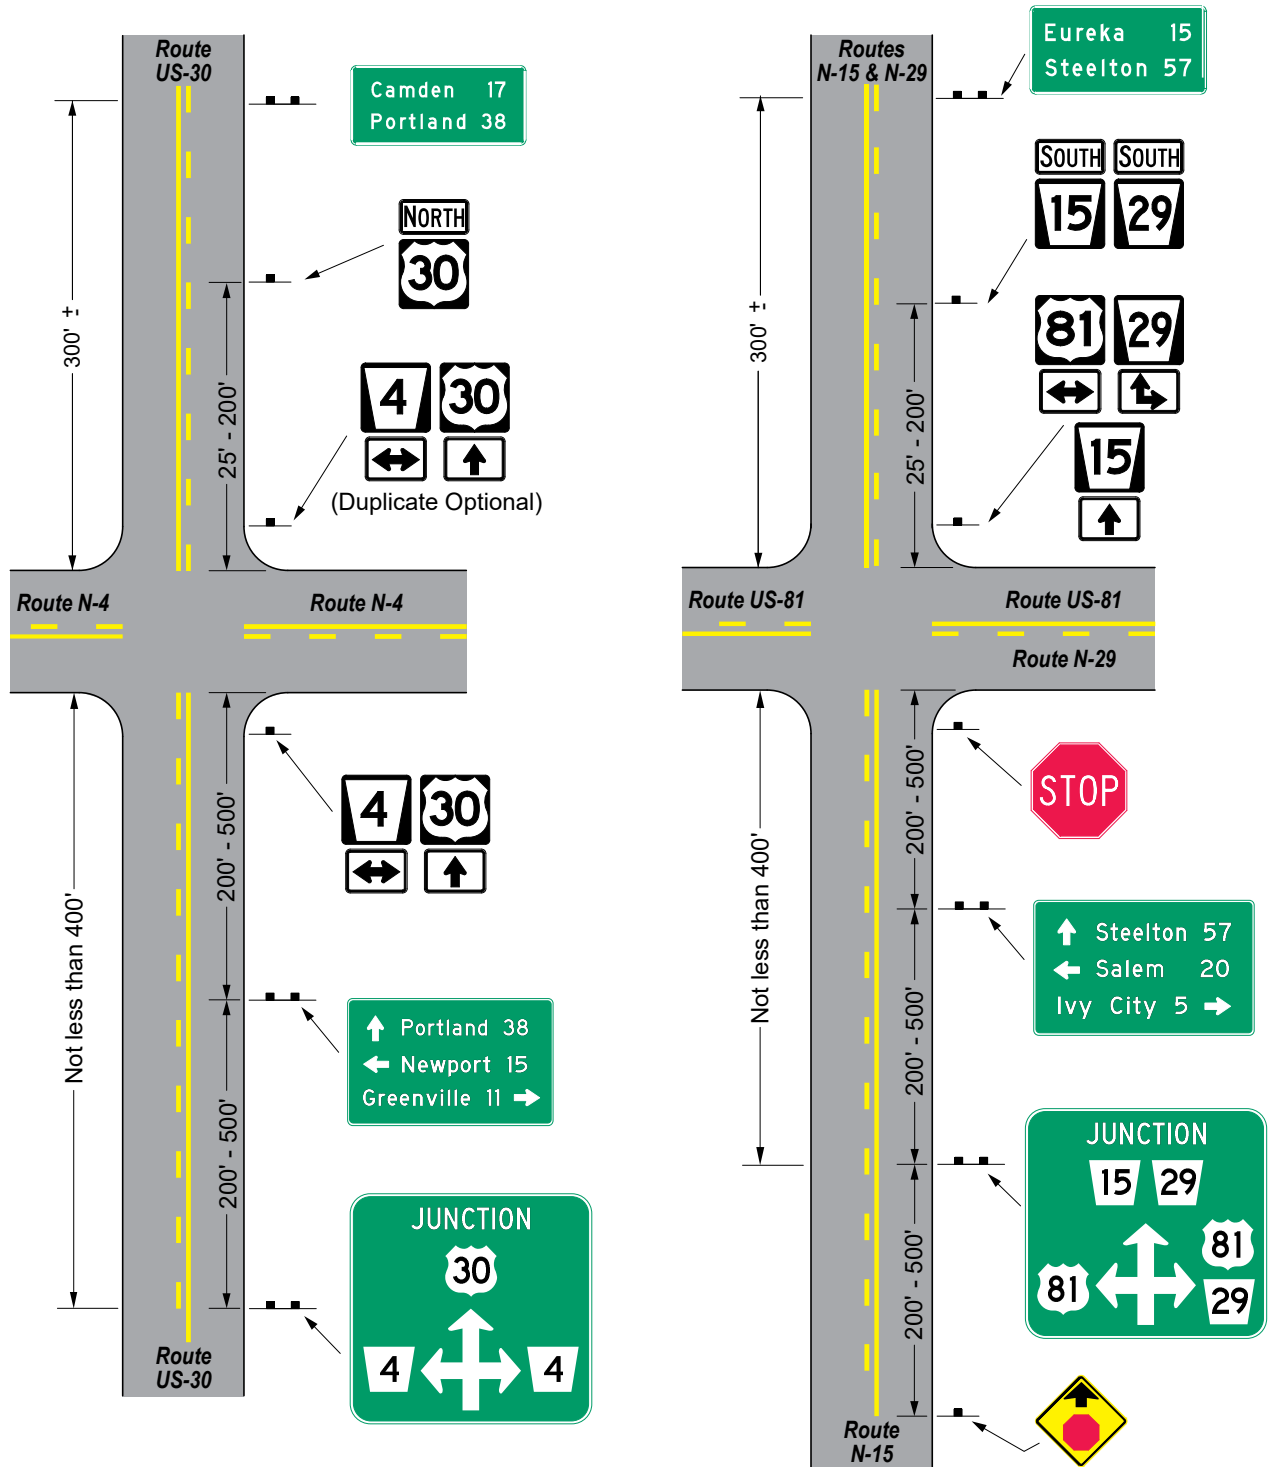 Route
US-30
Camden 17
Portland 38
NORTH
30
300' ±
25' - 200'
4 30
(Duplicate Optional)
Route N-4
Route N-4
4 30
200' - 500'
Not less than 400'
Portland 38
Newport 15
Greenville 11
200' - 500'
JUNCTION
30
4 4
Route
US-30
Routes
N-15 & N-29
Eureka 15
Steelton 57
SOUTH SOUTH
15 29
300' ±
25' - 200'
81 29
15
Route US-81
Route US-81
Route N-29
STOP
200' - 500'
Not less than 400'
Steelton 57
Salem 20
Ivy City 5
200' - 500'
JUNCTION
15 29
81
81
29
200' - 500'
Route
N-15